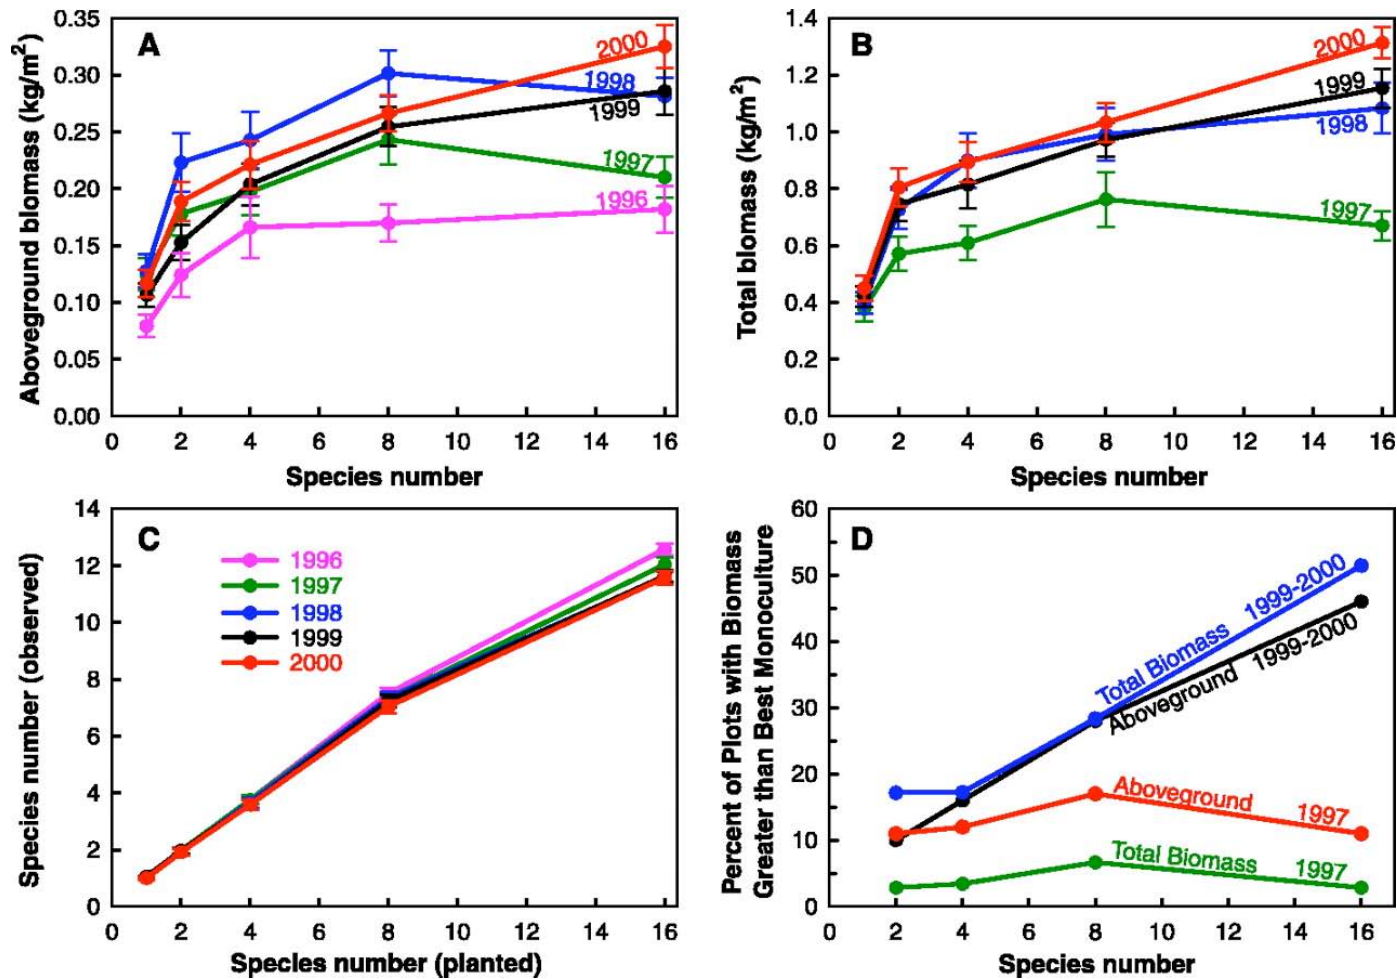 A
Aboveground biomass (kg/m²)
0.35
0.30
0.25
0.20
0.15
0.10
0.05
0.00
2000
1998
1999
1997
1996
0 2 4 6 8 10 12 14 16
Species number
B
Total biomass (kg/m²)
1.4
1.2
1.0
0.8
0.6
0.4
0.2
0.0
2000
1999
1998
1997
0 2 4 6 8 10 12 14 16
Species number
C
Species number (observed)
14
12
10
8
6
4
2
0
1996
1997
1998
1999
2000
0 2 4 6 8 10 12 14 16
Species number (planted)
D
Percent of Plots with Biomass
Greater than Best Monoculture
60
50
40
30
20
10
0
Total Biomass 1999-2000
Aboveground 1999-2000
Aboveground 1997
Total Biomass 1997
0 2 4 6 8 10 12 14 16
Species number